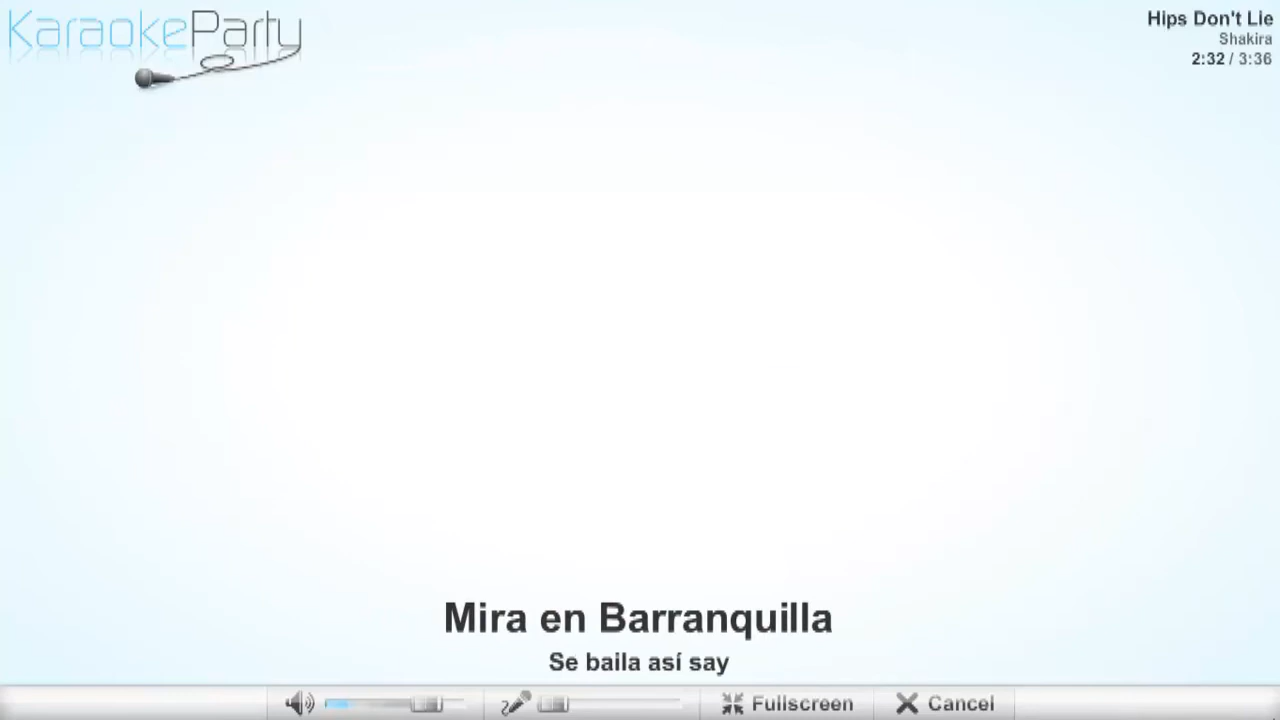 KaraokeParty
Hips Don't Lie
Shakira
2:32 / 3:36
Mira en Barranquilla
Se baila así say
Fullscreen
Cancel